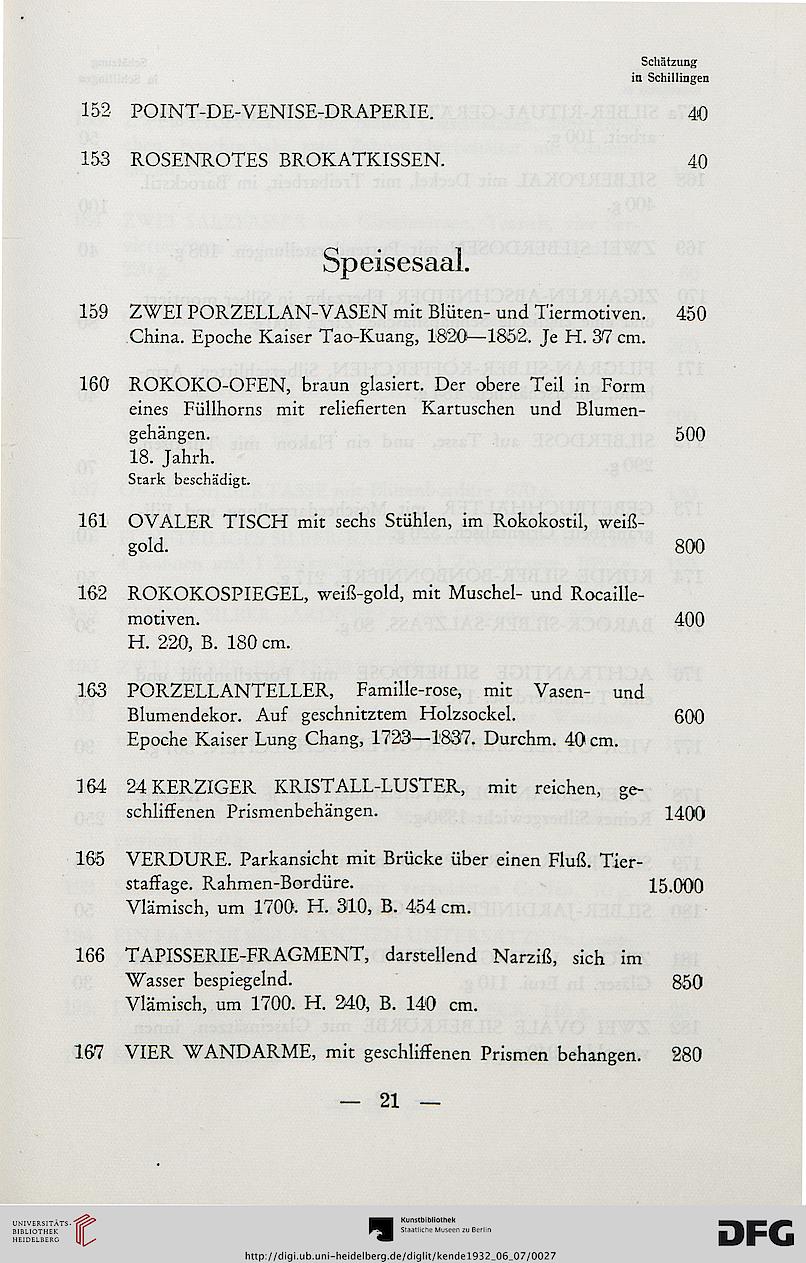 Schätzung
in Schillingen
152 POINT-DE-VENISE-DRAPERIE. 40
153 ROSENROTES BROKATKISSEN. 40
Speisesaal.
159 ZWEI PORZELLAN-VASEN mit Blüten- und Tiermotiven. 450
China. Epoche Kaiser Tao-Kuang, 1820—1852. Je H. 37 cm.
160 ROKOKO-OFEN, braun glasiert. Der obere Teil in Form
eines Füllhorns mit reliefierten Kartuschen und Blumen-
gehängen. 500
18. Jahrh.
Stark beschädigt.
161 OVALER TISCH mit sechs Stühlen, im Rokokostil, weiß-
gold. 800
162 ROKOKOSPIEGEL, weiß-gold, mit Muschel- und Rocaille-
motiven. 400
H. 220, B. 180 cm.
163 PORZELLANTELLER, Famille-rose, mit Vasen- und
Blumendekor. Auf geschnitztem Holzsockel. 600
Epoche Kaiser Lung Chang, 1723—1837. Durchm. 40 cm.
164 24 KERZIGER KRISTALL-LUSTER, mit reichen, ge-
schliffenen Prismenbehängen. 1400
165 VERDURE. Parkansicht mit Brücke über einen Fluß. Tier-
staffage. Rahmen-Bordüre. 15.000
Vlämisch, um 1700. H. 310, B. 454 cm.
166 TAPISSERIE-FRAGMENT, darstellend Narziß, sich im
Wasser bespiegelnd. 850
Vlämisch, um 1700. H. 240, B. 140 cm.
167 VIER WANDARME, mit geschliffenen Prismen behangen. 280
— 21 —
UNIVERSITÄTS-
BIBLIOTHEK
HEIDELBERG
Kunstbibliothek
Staatliche Museen zu Berlin
DFG
http://digi.ub.uni-heidelberg.de/diglit/kende1932_06_07/0027